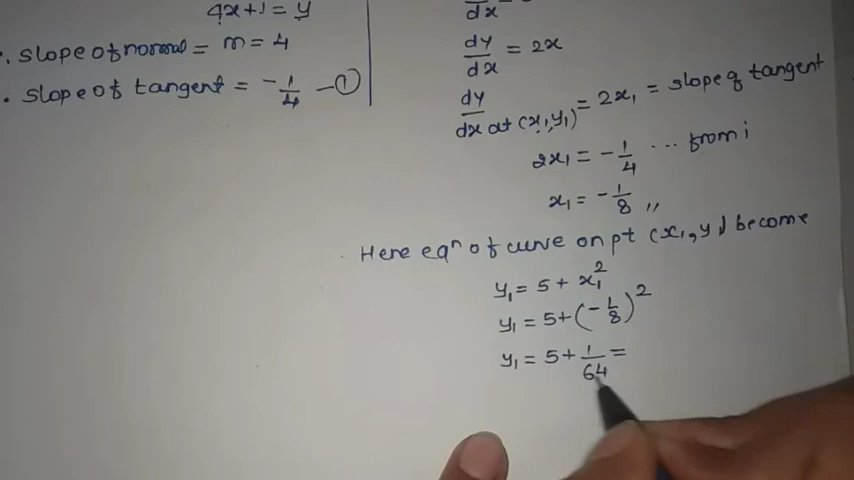 4x+1 = y
∴ slope of normal = m = 4
∴ slope of tangent = -1/4 — ①
dx
dy/dx = 2x
dy/dx at (x₁,y₁) = 2x₁ = slope of tangent
2x₁ = -1/4 ... from i
x₁ = -1/8 ,,
Here eqⁿ of curve on pt (x₁,y₁) become
y₁ = 5 + x₁²
y₁ = 5+(-1/8)²
y₁ = 5+1/64 =